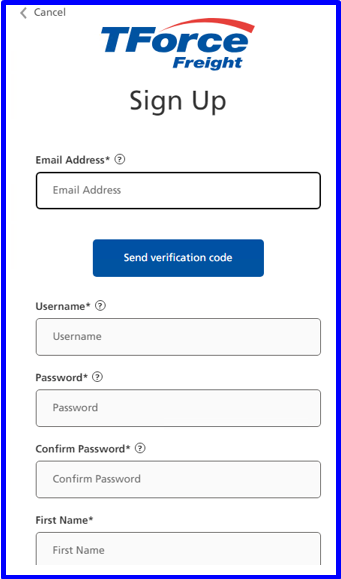 Cancel
TForce
Freight
Sign Up
Email Address* ?
Email Address
Send verification code
Username* ?
Username
Password* ?
Password
Confirm Password* ?
Confirm Password
First Name*
First Name